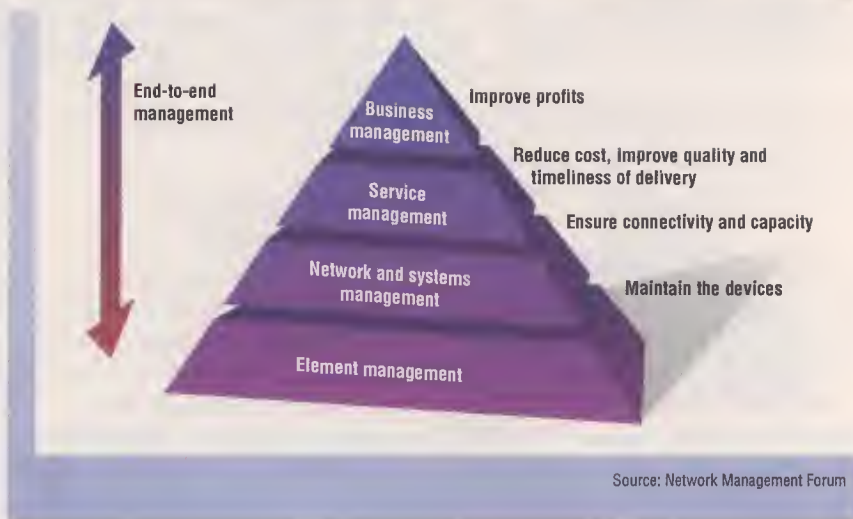 End-to-end
management
Business
management
Improve profits
Reduce cost, improve quality and
timeliness of delivery
Service
management
Ensure connectivity and capacity
Network and systems
management
Maintain the devices
Element management
Source: Network Management Forum